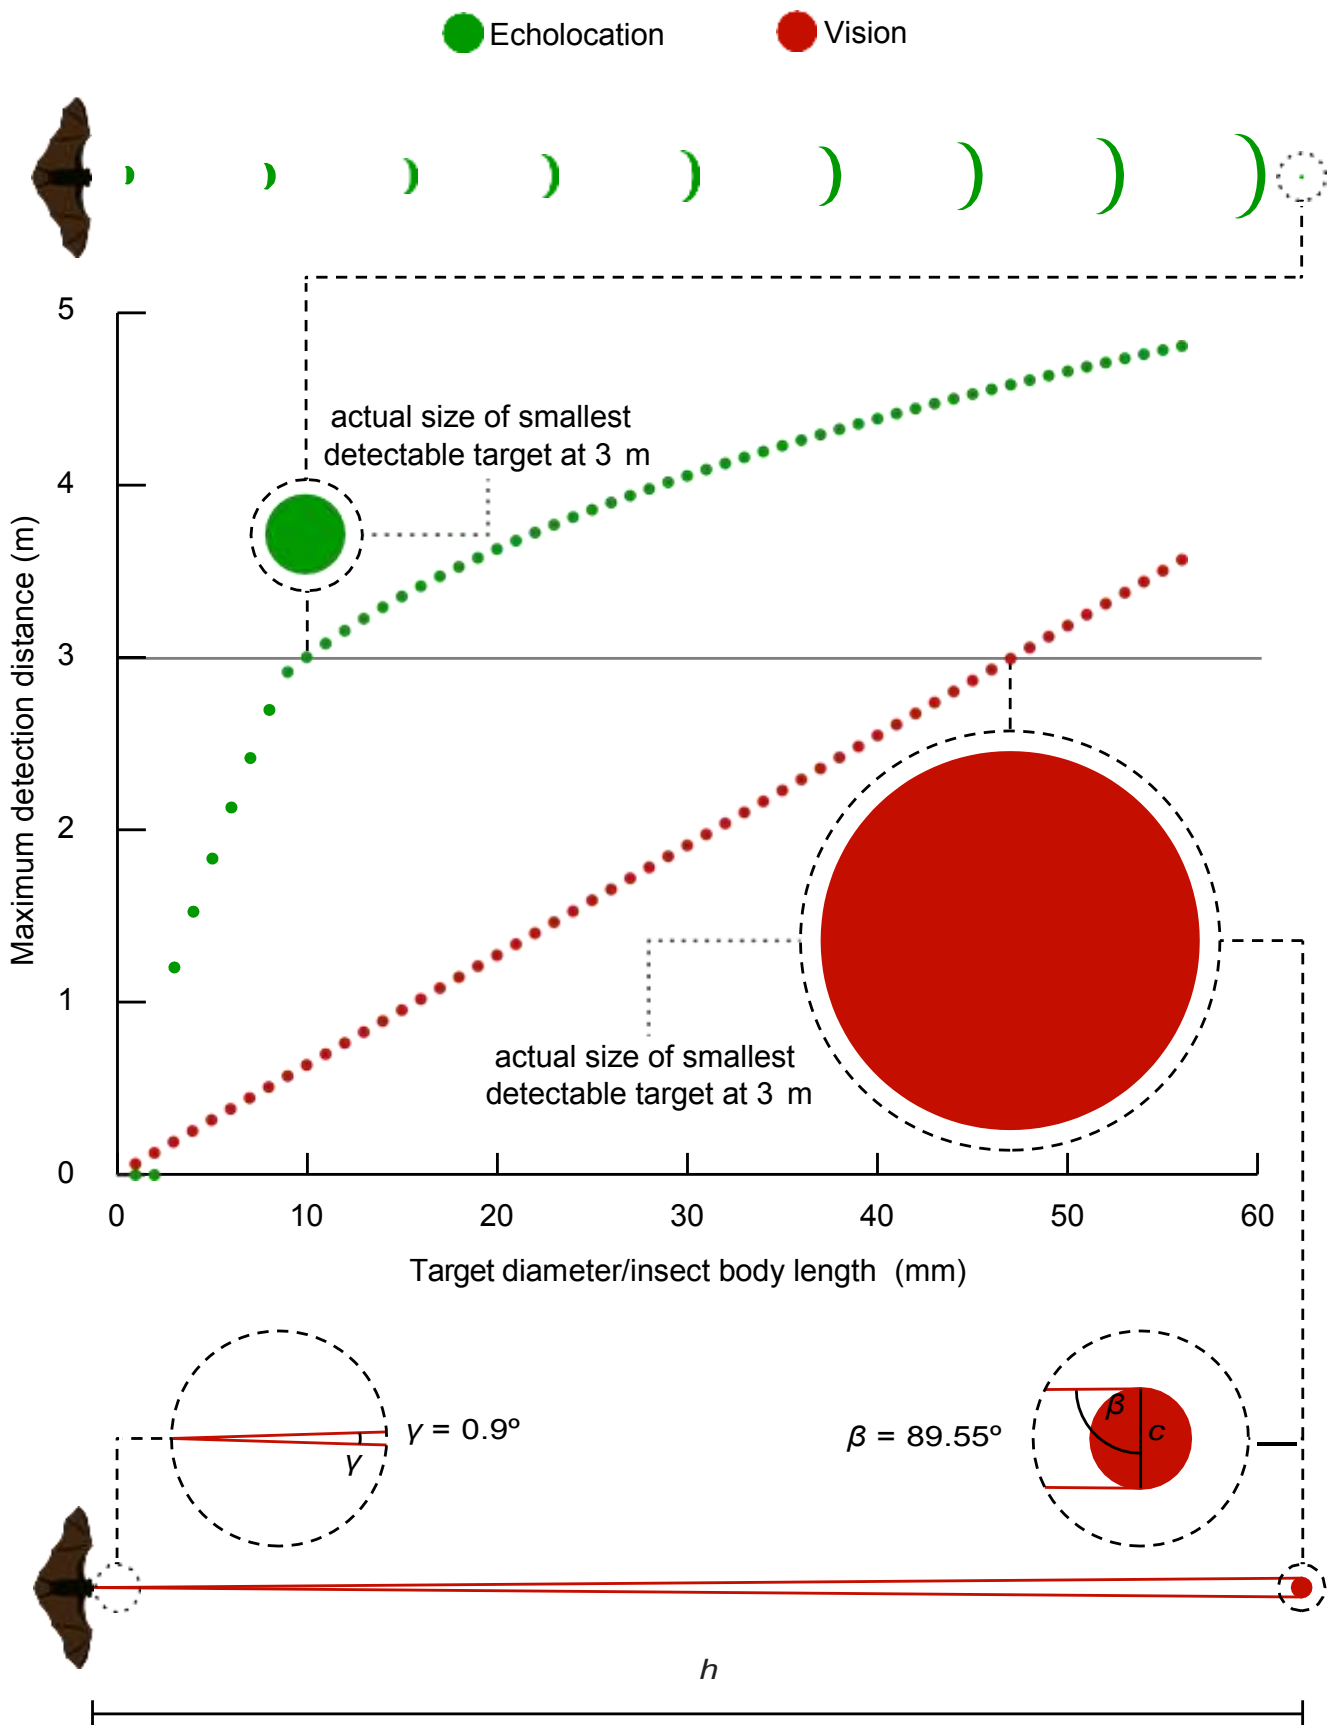 Echolocation
Vision
5
actual size of smallest
detectable target at 3 m
4
3
2
1
0
Maximum detection distance (m)
actual size of smallest
detectable target at 3 m
0 10 20 30 40 50 60
Target diameter/insect body length (mm)
γ
γ = 0.9º
β = 89.55º
β
c
h